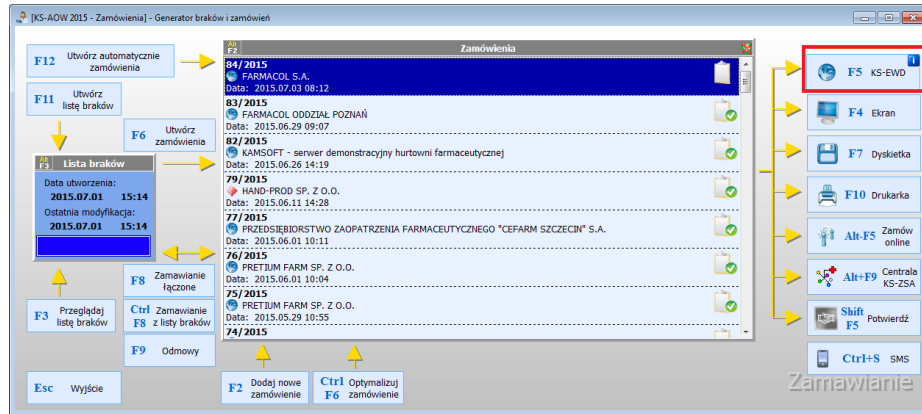 [KS-AOW 2015 - Zamówienia] - Generator braków i zamówień
F12 Utwórz automatycznie
zamówienia
F11 Utwórz
listę braków
F6 Utwórz
zamówienia
Alt
F3 Lista braków
Data utworzenia:
2015.07.01 15:14
Ostatnia modyfikacja:
2015.07.01 15:14
F8 Zamawianie
łączone
F3 Przeglądaj
listę braków
Ctrl
F8 Zamawianie
z listy braków
F9 Odmowy
Esc Wyjście
Alt
F2 Zamówienia
84/2015
FARMACOL S.A.
Data: 2015.07.03 08:12
83/2015
FARMACOL ODDZIAŁ POZNAŃ
Data: 2015.06.29 09:07
82/2015
KAMSOFT - serwer demonstracyjny hurtowni farmaceutycznej
Data: 2015.06.26 14:19
79/2015
HAND-PROD SP. Z O.O.
Data: 2015.06.11 14:28
77/2015
PRZEDSIĘBIORSTWO ZAOPATRZENIA FARMACEUTYCZNEGO "CEFARM SZCZECIN" S.A.
Data: 2015.06.01 10:11
76/2015
PRETIUM FARM SP. Z O.O.
Data: 2015.06.01 10:04
75/2015
PRETIUM FARM SP. Z O.O.
Data: 2015.05.29 10:55
74/2015
F2 Dodaj nowe
zamówienie
Ctrl
F6 Optymalizuj
zamówienie
F5 KS-EWD
F4 Ekran
F7 Dyskietka
F10 Drukarka
Alt-F5 Zamów
online
Alt+F9 Centrala
KS-ZSA
Shift
F5 Potwierdź
Ctrl+S SMS
Zamawianie